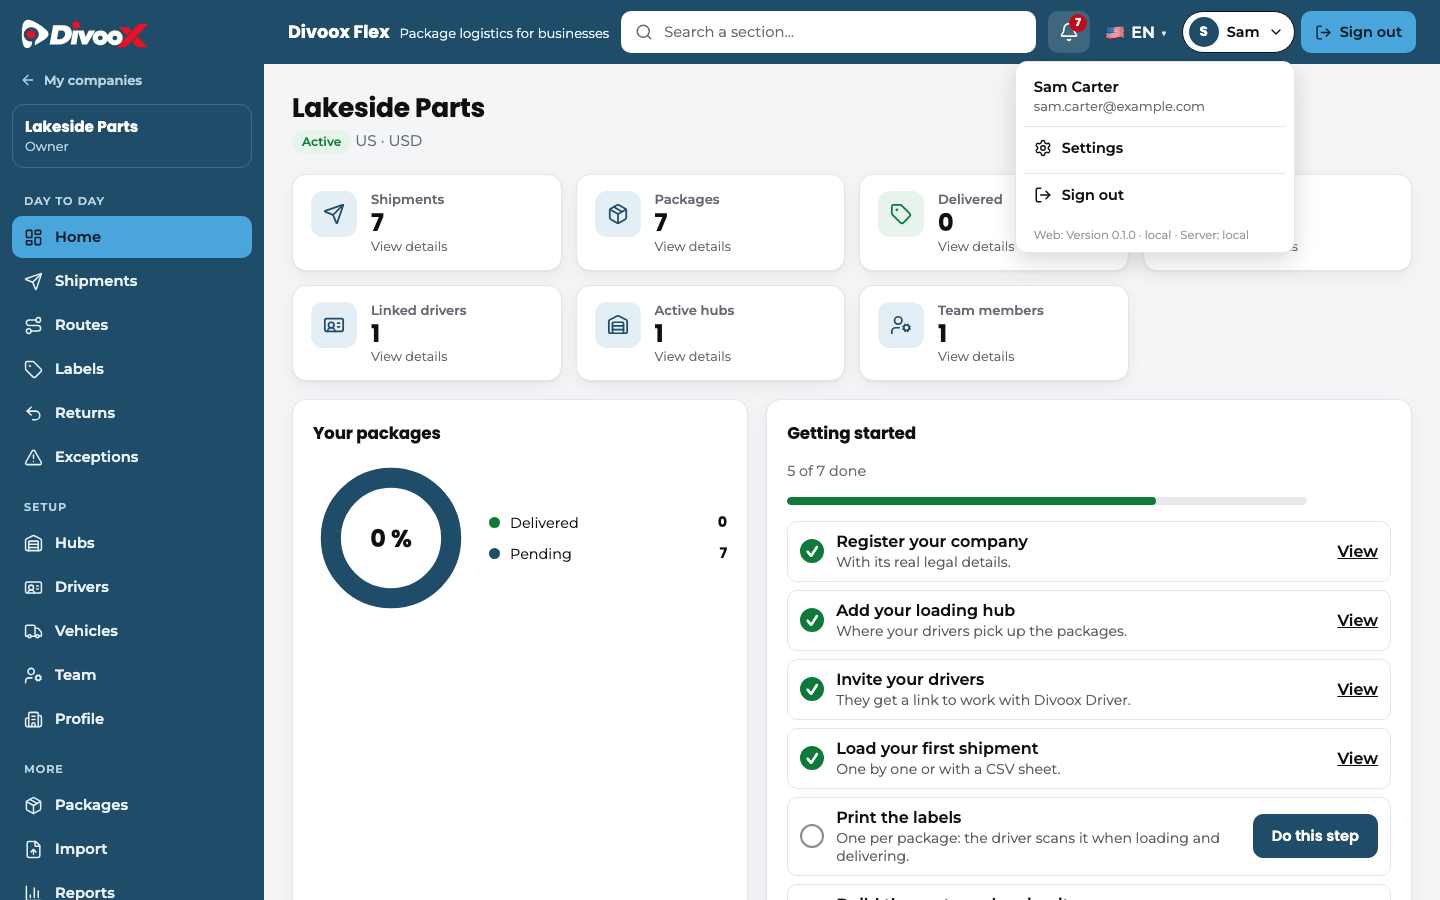 DivooX
Divoox Flex
Package logistics for businesses
Search a section...
7
EN
S
Sam
Sign out
My companies
Lakeside Parts
Owner
DAY TO DAY
Home
Shipments
Routes
Labels
Returns
Exceptions
SETUP
Hubs
Drivers
Vehicles
Team
Profile
MORE
Packages
Import
Reports
Sam Carter
sam.carter@example.com
Settings
Sign out
Web: Version 0.1.0 · local · Server: local
Lakeside Parts
Active
US · USD
Shipments
7
View details
Packages
7
View details
Delivered
0
View details
Linked drivers
1
View details
Active hubs
1
View details
Team members
1
View details
Your packages
0 %
Delivered
0
Pending
7
Getting started
5 of 7 done
Register your company
With its real legal details.
View
Add your loading hub
Where your drivers pick up the packages.
View
Invite your drivers
They get a link to work with Divoox Driver.
View
Load your first shipment
One by one or with a CSV sheet.
View
Print the labels
One per package: the driver scans it when loading and
delivering.
Do this step